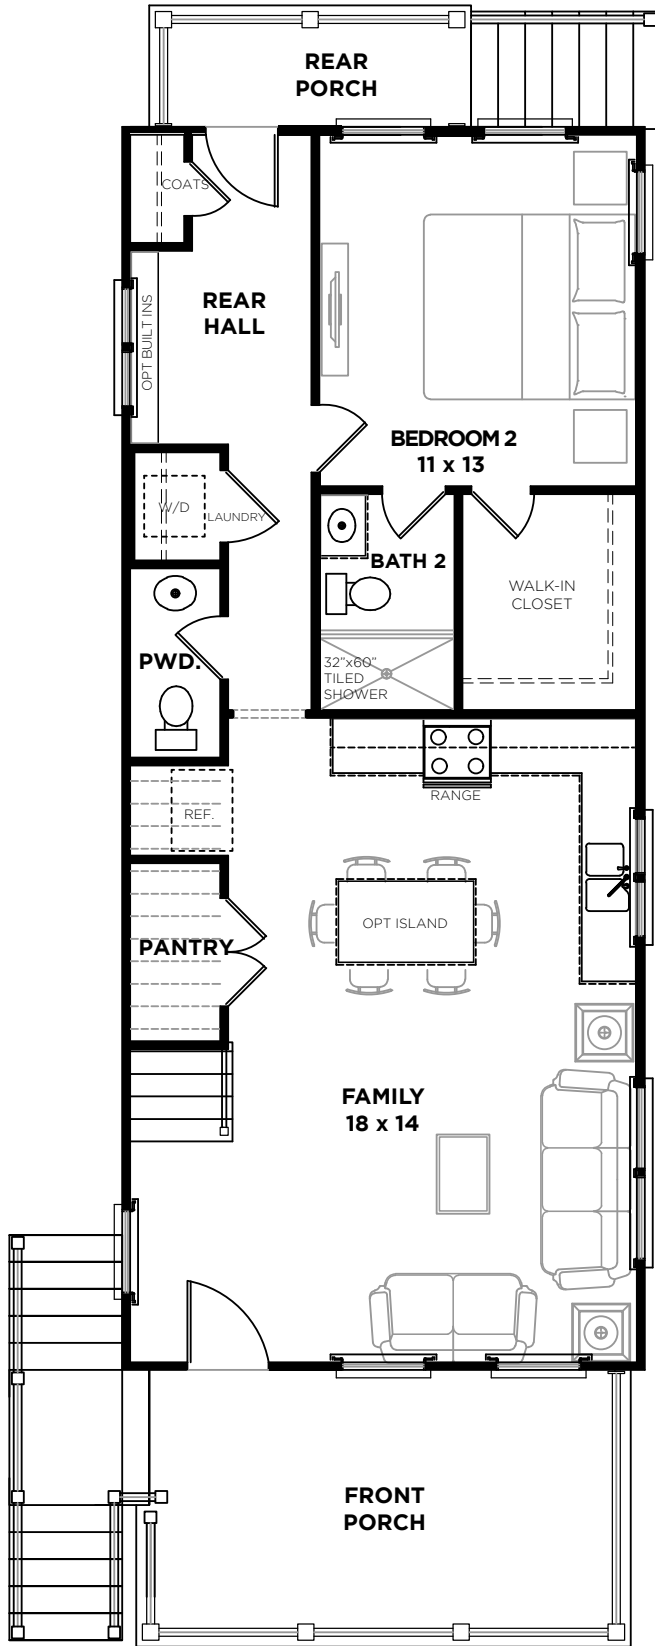 REAR
PORCH
COATS
REAR
HALL
OPT BUILT INS
BEDROOM 2
11 x 13
W/D
LAUNDRY
BATH 2
WALK-IN
CLOSET
PWD.
32"x60"
TILED
SHOWER
RANGE
REF.
OPT ISLAND
PANTRY
FAMILY
18 x 14
FRONT
PORCH